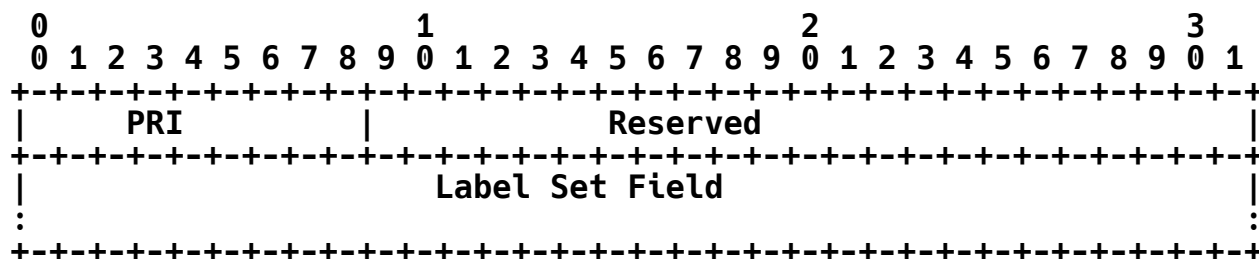 0                   1                   2                   3
 0 1 2 3 4 5 6 7 8 9 0 1 2 3 4 5 6 7 8 9 0 1 2 3 4 5 6 7 8 9 0 1
+-+-+-+-+-+-+-+-+-+-+-+-+-+-+-+-+-+-+-+-+-+-+-+-+-+-+-+-+-+-+-+-+
|     PRI         |            Reserved                         |
+-+-+-+-+-+-+-+-+-+-+-+-+-+-+-+-+-+-+-+-+-+-+-+-+-+-+-+-+-+-+-+-+
|                     Label Set Field                           |
:                                                               :
+-+-+-+-+-+-+-+-+-+-+-+-+-+-+-+-+-+-+-+-+-+-+-+-+-+-+-+-+-+-+-+-+